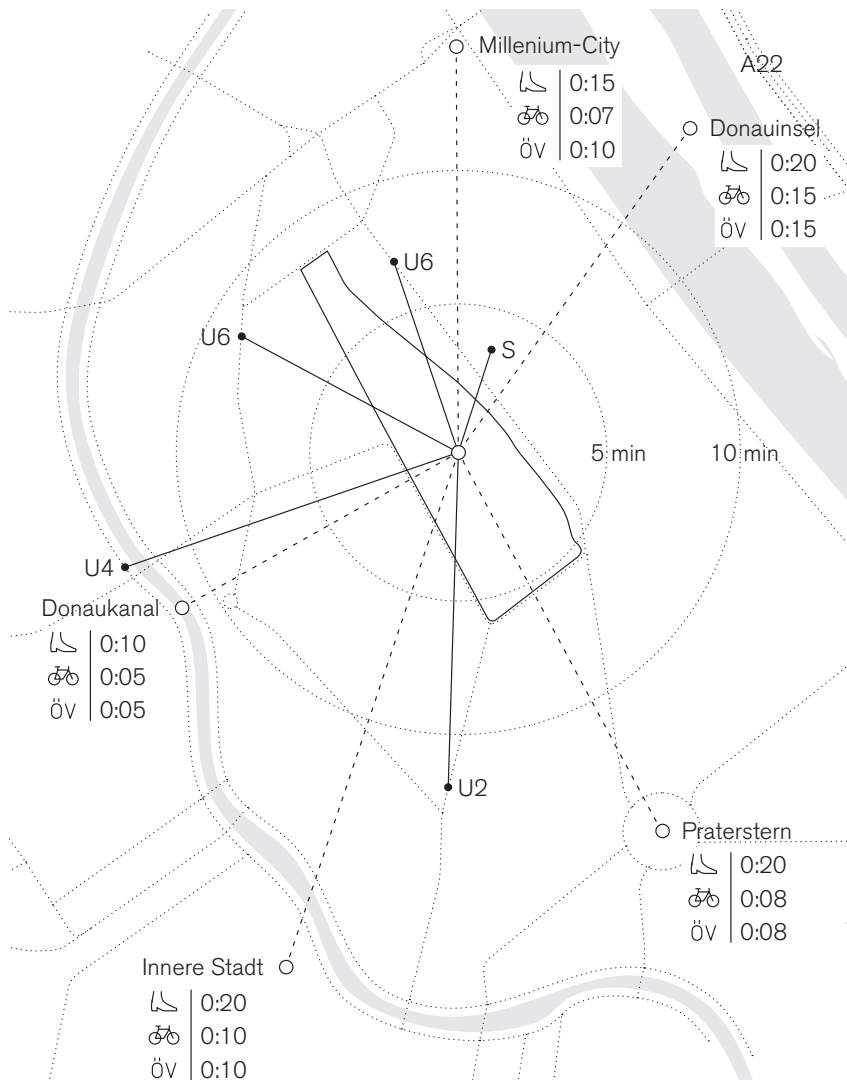 Millenium-City
0:15
0:07
ÖV 0:10
A22
Donauinsel
0:20
0:15
ÖV 0:15
U6
U6
S
5 min
10 min
U4
Donaukanal
0:10
0:05
ÖV 0:05
U2
Praterstern
0:20
0:08
ÖV 0:08
Innere Stadt
0:20
0:10
ÖV 0:10